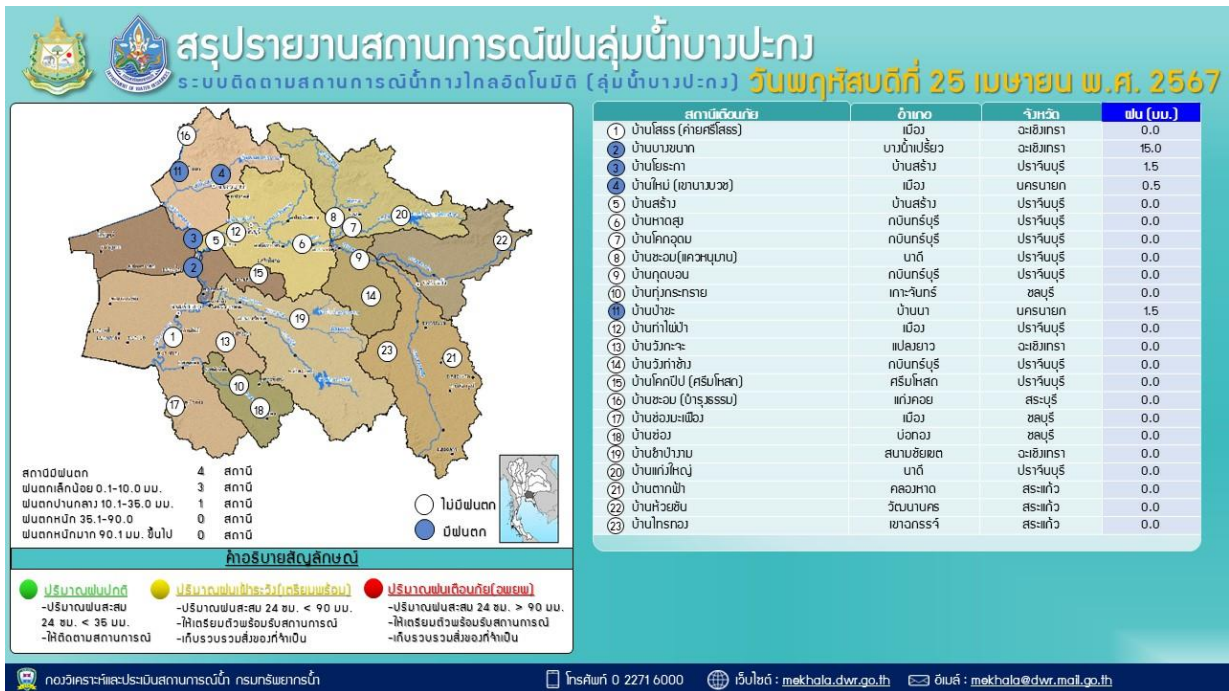 สรุปรายงานสถานการณ์ฝนลุ่มน้ำบางปะกง
ระบบติดตามสถานการณ์น้ำทางไกลอัตโนมัติ (ลุ่มน้ำบางปะกง) วันพฤหัสบดีที่ 25 เมษายน พ.ศ. 2567
สถานีเตือนภัย อำเภอ จังหวัด ฝน (มม.)
1 บ้านโสธร (ค่ายศรีโสธร) เมือง ฉะเชิงเทรา 0.0
2 บ้านบางขนาก บางน้ำเปรี้ยว ฉะเชิงเทรา 15.0
3 บ้านโยธะกา บ้านสร้าง ปราจีนบุรี 1.5
4 บ้านใหม่ (เขานางบวช) เมือง นครนายก 0.5
5 บ้านสร้าง บ้านสร้าง ปราจีนบุรี 0.0
6 บ้านหาดสูง กบินทร์บุรี ปราจีนบุรี 0.0
7 บ้านโคกอุดม กบินทร์บุรี ปราจีนบุรี 0.0
8 บ้านชะอม(แควหนุมาน) นาดี ปราจีนบุรี 0.0
9 บ้านกุดบอน กบินทร์บุรี ปราจีนบุรี 0.0
10 บ้านทุ่งกระทราย เกาะจันทร์ ชลบุรี 0.0
11 บ้านป่าขะ บ้านนา นครนายก 1.5
12 บ้านท่าไผ่ป่า เมือง ปราจีนบุรี 0.0
13 บ้านวังกะจะ แปลงยาว ฉะเชิงเทรา 0.0
14 บ้านวังท่าช้าง กบินทร์บุรี ปราจีนบุรี 0.0
15 บ้านโคกปีป (ศรีมโหสถ) ศรีมโหสถ ปราจีนบุรี 0.0
16 บ้านชะอม (บำรุงธรรม) แก่งคอย สระบุรี 0.0
17 บ้านซ่องมะเฟือง เมือง ชลบุรี 0.0
18 บ้านซ่อง บ่อทอง ชลบุรี 0.0
19 บ้านชำป่างาม สนามชัยเขต ฉะเชิงเทรา 0.0
20 บ้านแก่งใหญ่ นาดี ปราจีนบุรี 0.0
21 บ้านตากฟ้า คลองหาด สระแก้ว 0.0
22 บ้านห้วยชัน วัฒนานคร สระแก้ว 0.0
23 บ้านไทรทอง เขาฉกรรจ์ สระแก้ว 0.0
16
11
4
8
20
7
3
5
12
6
22
2
15
9
14
19
1
13
23
21
10
17
18
สถานีมีฝนตก 4 สถานี
ฝนตกเล็กน้อย 0.1-10.0 มม. 3 สถานี
ฝนตกปานกลาง 10.1-35.0 มม. 1 สถานี
ฝนตกหนัก 35.1-90.0 0 สถานี
ฝนตกหนักมาก 90.1 มม. ขึ้นไป 0 สถานี
ไม่มีฝนตก
มีฝนตก
คำอธิบายสัญลักษณ์
ปริมาณฝนปกติ
-ปริมาณฝนสะสม
24 ชม. < 35 มม.
-ให้ติดตามสถานการณ์
ปริมาณฝนเฝ้าระวัง(เตรียมพร้อม)
-ปริมาณฝนสะสม 24 ชม. < 90 มม.
-ให้เตรียมตัวพร้อมรับสถานการณ์
-เก็บรวบรวมสิ่งของที่จำเป็น
ปริมาณฝนเตือนภัย(อพยพ)
-ปริมาณฝนสะสม 24 ชม. > 90 มม.
-ให้เตรียมตัวพร้อมรับสถานการณ์
-เก็บรวบรวมสิ่งของที่จำเป็น
กองวิเคราะห์และประเมินสถานการณ์น้ำ กรมทรัพยากรน้ำ โทรศัพท์ 0 2271 6000 เว็บไซต์ : mekhala.dwr.go.th อีเมล์ : mekhala@dwr.mail.go.th